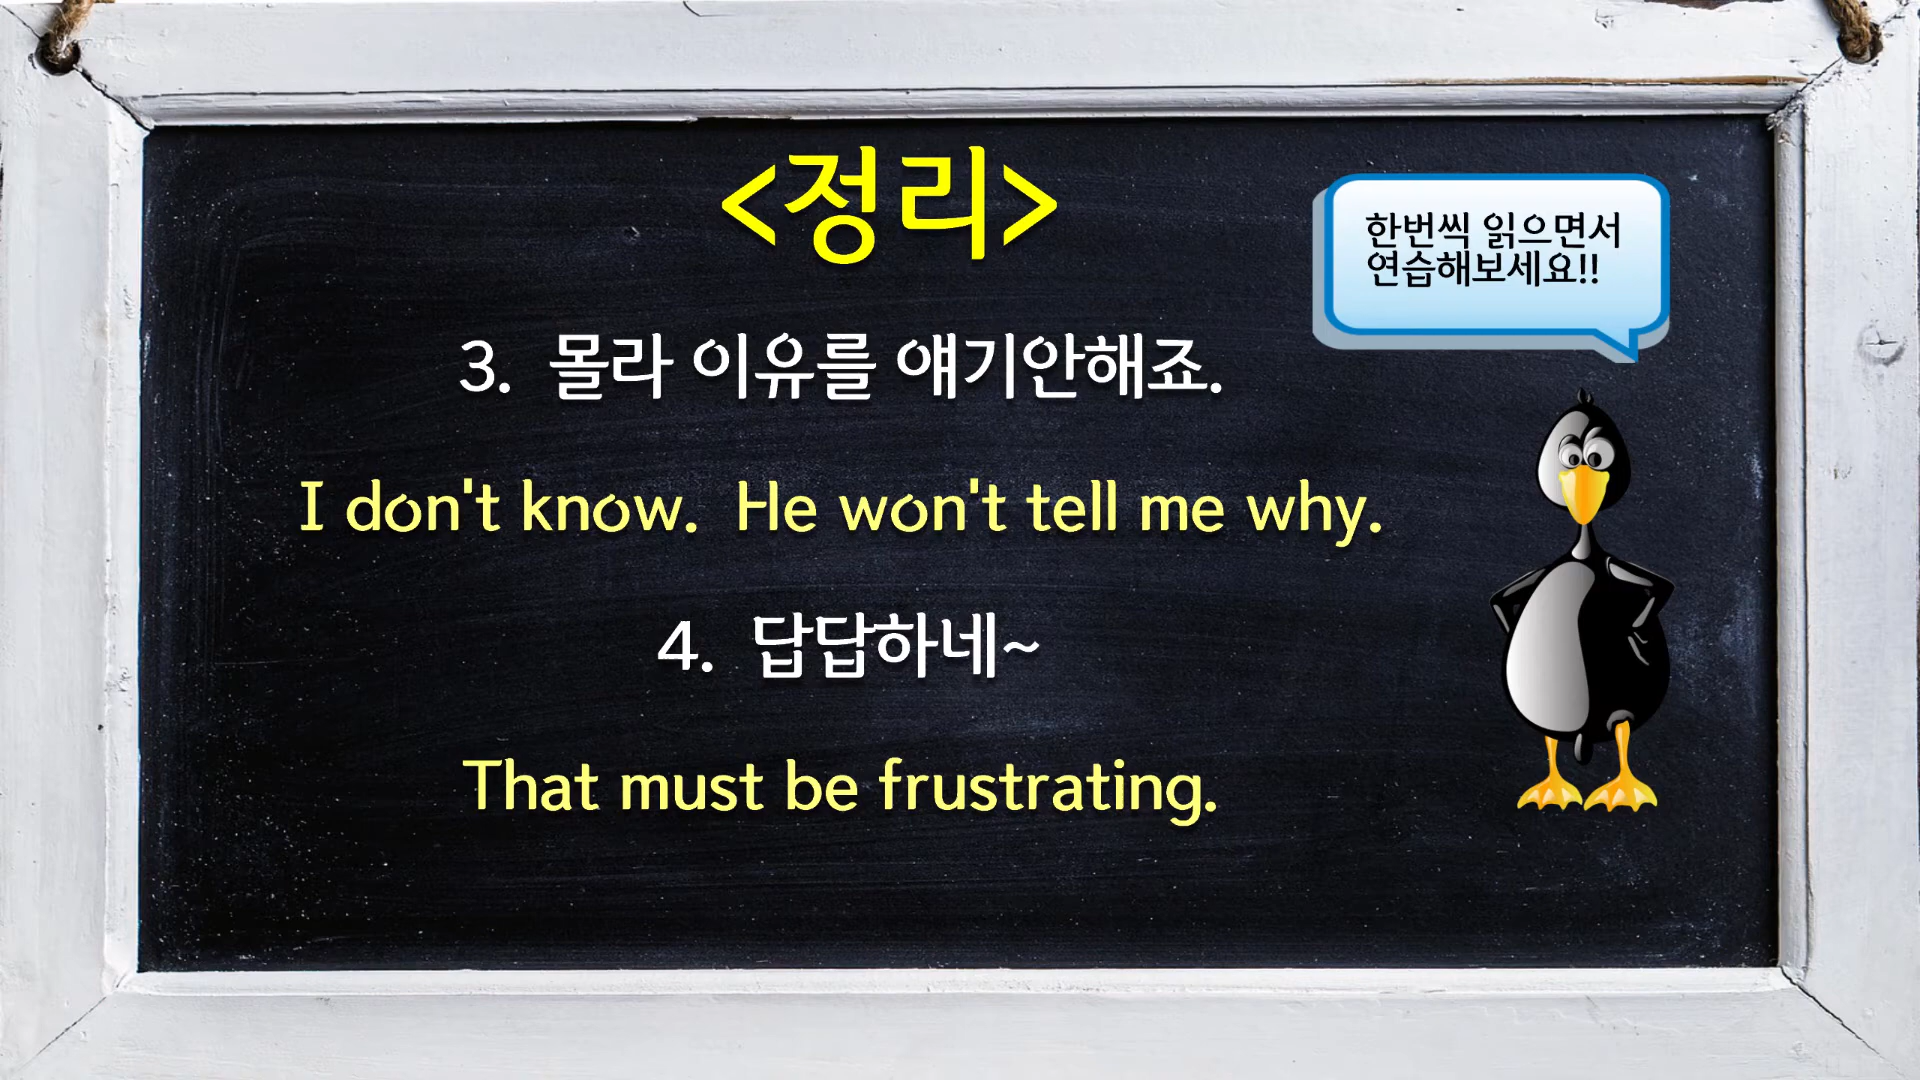 <정리>
한번씩 읽으면서
연습해보세요!!
3. 몰라 이유를 얘기안해죠.
I don't know. He won't tell me why.
4. 답답하네~
That must be frustrating.